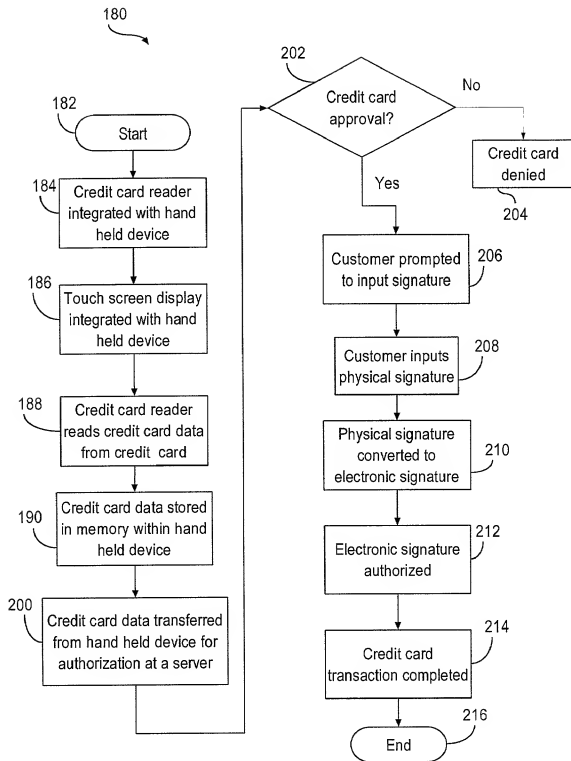 180
182
Start
184
Credit card reader
integrated with hand
held device
186
Touch screen display
integrated with hand
held device
188
Credit card reader
reads credit card data
from credit card
190
Credit card data stored
in memory within hand
held device
200
Credit card data transferred
from hand held device for
authorization at a server
202
Credit card
approval?
No
Credit card
denied
204
Yes
Customer prompted
to input signature
206
Customer inputs
physical signature
208
Physical signature
converted to
electronic signature
210
Electronic signature
authorized
212
Credit card
transaction completed
214
End
216